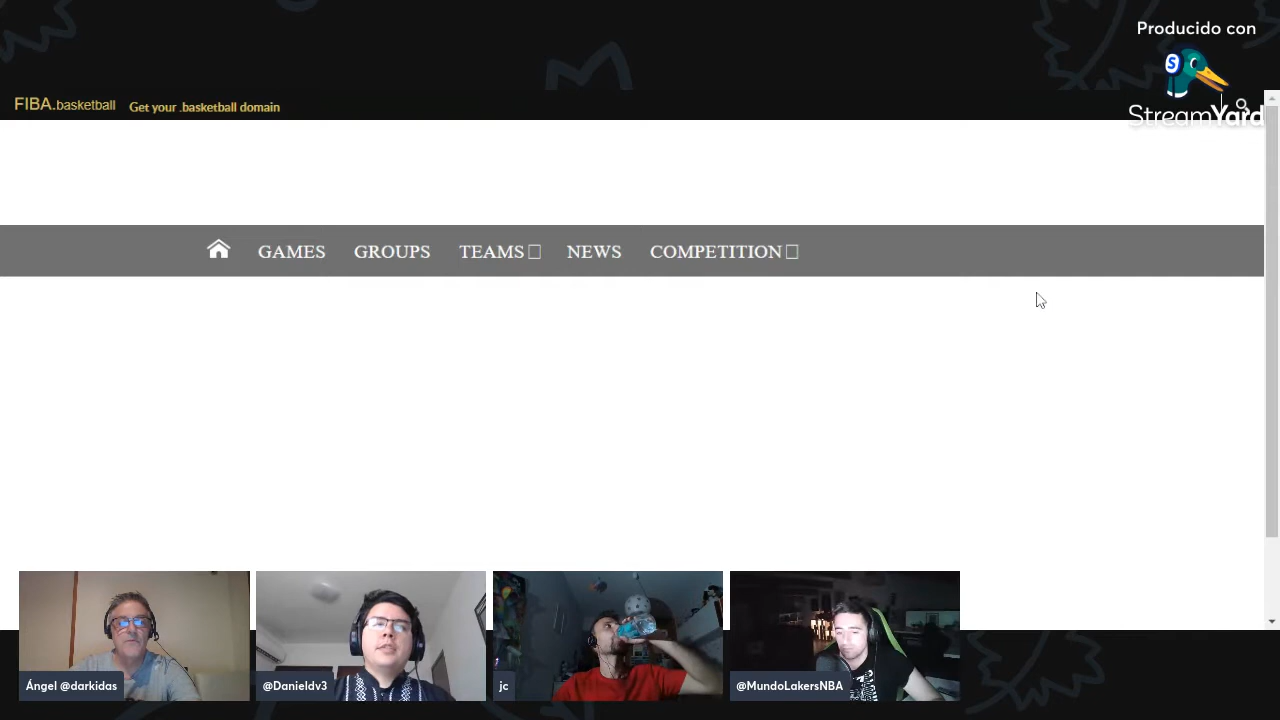 Producido con
S
StreamYard
FIBA.basketball Get your .basketball domain
GAMES GROUPS TEAMS NEWS COMPETITION
Ángel @darkidas
@Danieldv3
jc
@MundoLakersNBA